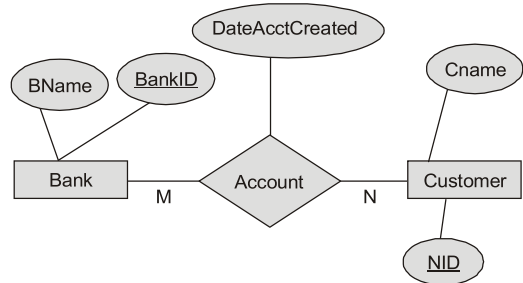 DateAcctCreated
BName
BankID
Cname
Bank
M
Account
N
Customer
NID